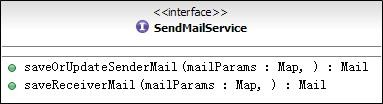 <<interface>>
I SendMailService
saveOrUpdateSenderMail(mailParams : Map, ) : Mail
saveReceiverMail(mailParams : Map, ) : Mail